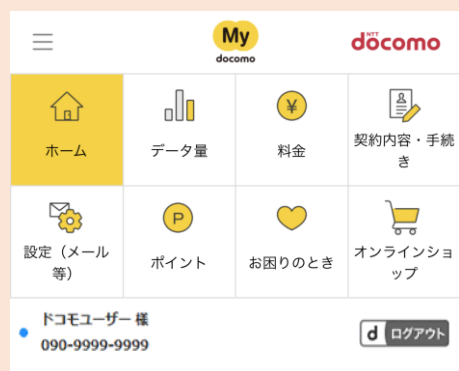 My
docomo
NTT
döcomo
ホーム
データ量
¥
料金
契約内容・手続
き
設定（メール
等）
P
ポイント
お困りのとき
オンラインショ
ップ
ドコモユーザー 様
090-9999-9999
d ログアウト